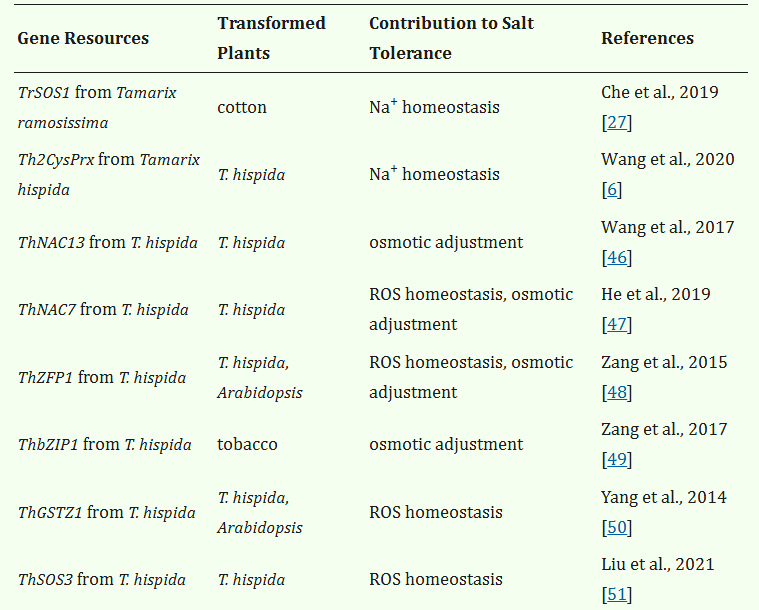 Gene Resources Transformed Plants Contribution to Salt Tolerance References
TrSOS1 from Tamarix ramosissima cotton Na+ homeostasis Che et al., 2019 [27]
Th2CysPrx from Tamarix hispida T. hispida Na+ homeostasis Wang et al., 2020 [6]
ThNAC13 from T. hispida T. hispida osmotic adjustment Wang et al., 2017 [46]
ThNAC7 from T. hispida T. hispida ROS homeostasis, osmotic adjustment He et al., 2019 [47]
ThZFP1 from T. hispida T. hispida, Arabidopsis ROS homeostasis, osmotic adjustment Zang et al., 2015 [48]
ThbZIP1 from T. hispida tobacco osmotic adjustment Zang et al., 2017 [49]
ThGSTZ1 from T. hispida T. hispida, Arabidopsis ROS homeostasis Yang et al., 2014 [50]
ThSOS3 from T. hispida T. hispida ROS homeostasis Liu et al., 2021 [51]